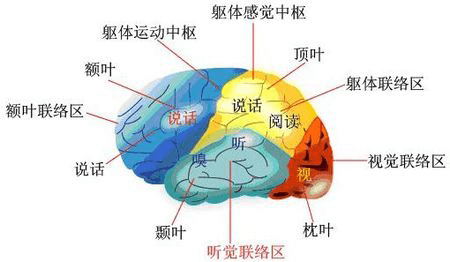 躯体感觉中枢
躯体运动中枢
顶叶
额叶
躯体联络区
额叶联络区
说话
说话
阅读
听
嗅
说话
视
视觉联络区
颞叶
听觉联络区
枕叶